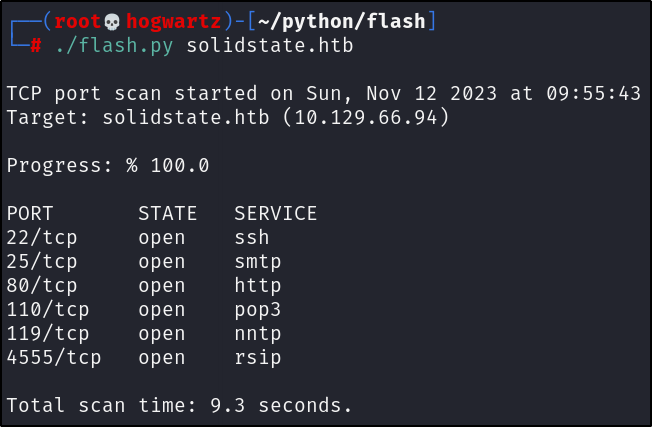 ┌──(root💀hogwartz)-[~/python/flash]
└─# ./flash.py solidstate.htb
TCP port scan started on Sun, Nov 12 2023 at 09:55:43
Target: solidstate.htb (10.129.66.94)
Progress: % 100.0
PORT STATE SERVICE
22/tcp open ssh
25/tcp open smtp
80/tcp open http
110/tcp open pop3
119/tcp open nntp
4555/tcp open rsip
Total scan time: 9.3 seconds.